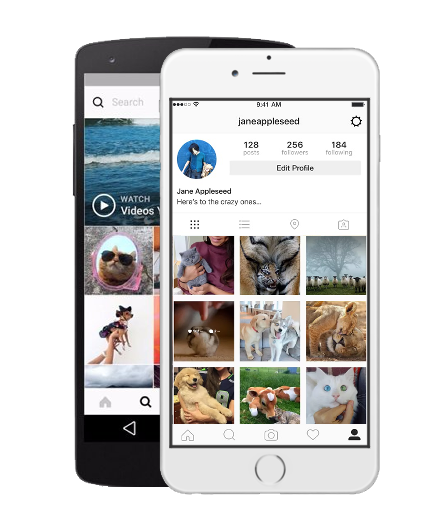 Search
WATCH
Videos
9:41 AM
janeappleseed
128
posts
256
followers
184
following
Edit Profile
Jane Appleseed
Here's to the crazy ones...